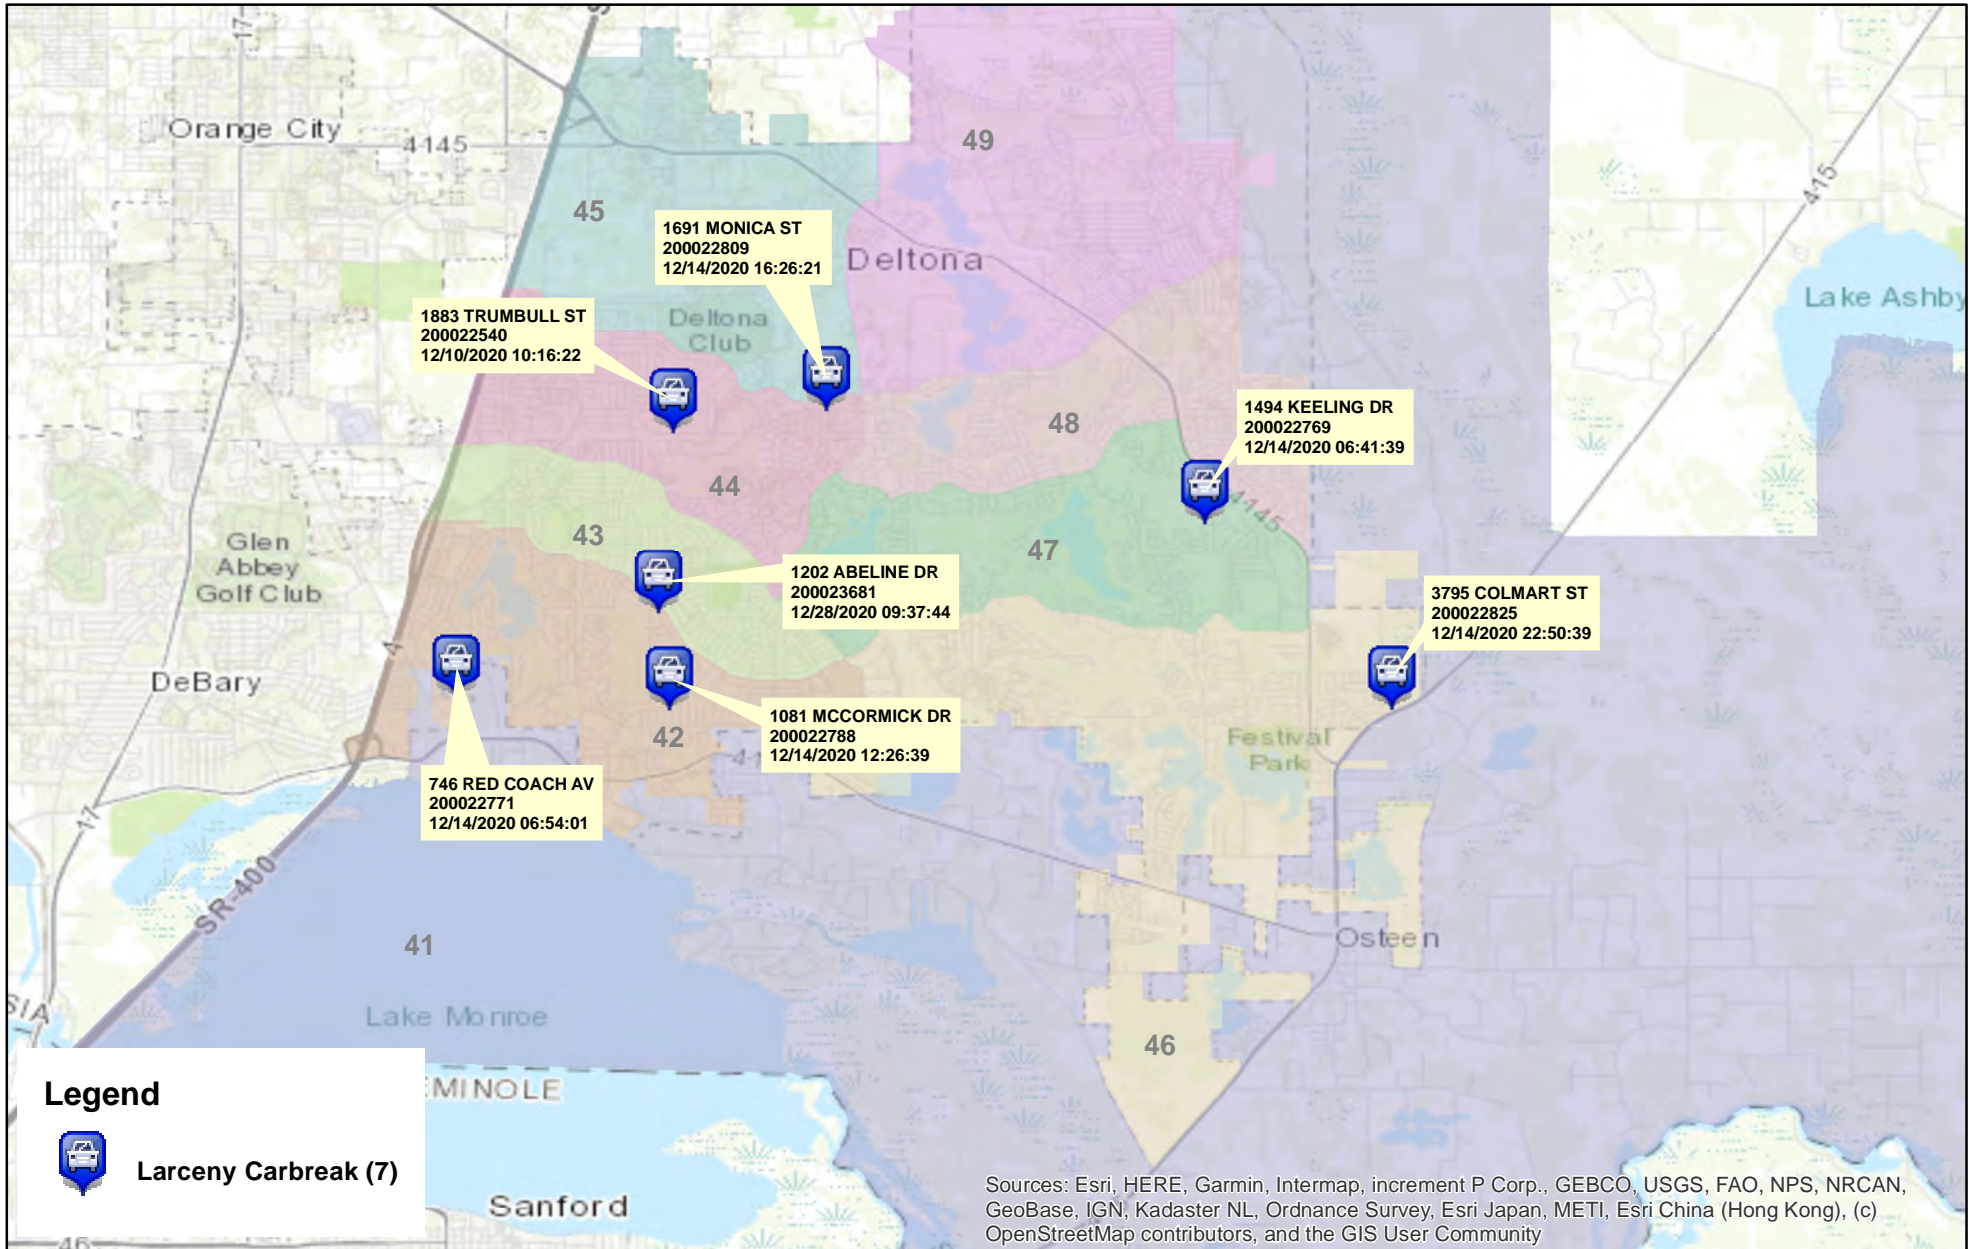 17
Orange City
4145
49
45
1691 MONICA ST
200022809
12/14/2020 16:26:21
Deltona
415
Lake Ashby
1883 TRUMBULL ST
200022540
12/10/2020 10:16:22
Deltona
Club
1494 KEELING DR
200022769
12/14/2020 06:41:39
48
44
4145
43
47
Glen
Abbey
Golf Club
1202 ABELINE DR
200023681
12/28/2020 09:37:44
3795 COLMART ST
200022825
12/14/2020 22:50:39
4
DeBary
1081 MCCORMICK DR
200022788
12/14/2020 12:26:39
42
Festival
Park
746 RED COACH AV
200022771
12/14/2020 06:54:01
17
SR-400
41
Osteen
Lake Monroe
46
Legend
EMINOLE
Larceny Carbreak (7)
Sanford
46
Sources: Esri, HERE, Garmin, Intermap, increment P Corp., GEBCO, USGS, FAO, NPS, NRCAN,
GeoBase, IGN, Kadaster NL, Ordnance Survey, Esri Japan, METI, Esri China (Hong Kong), (c)
OpenStreetMap contributors, and the GIS User Community